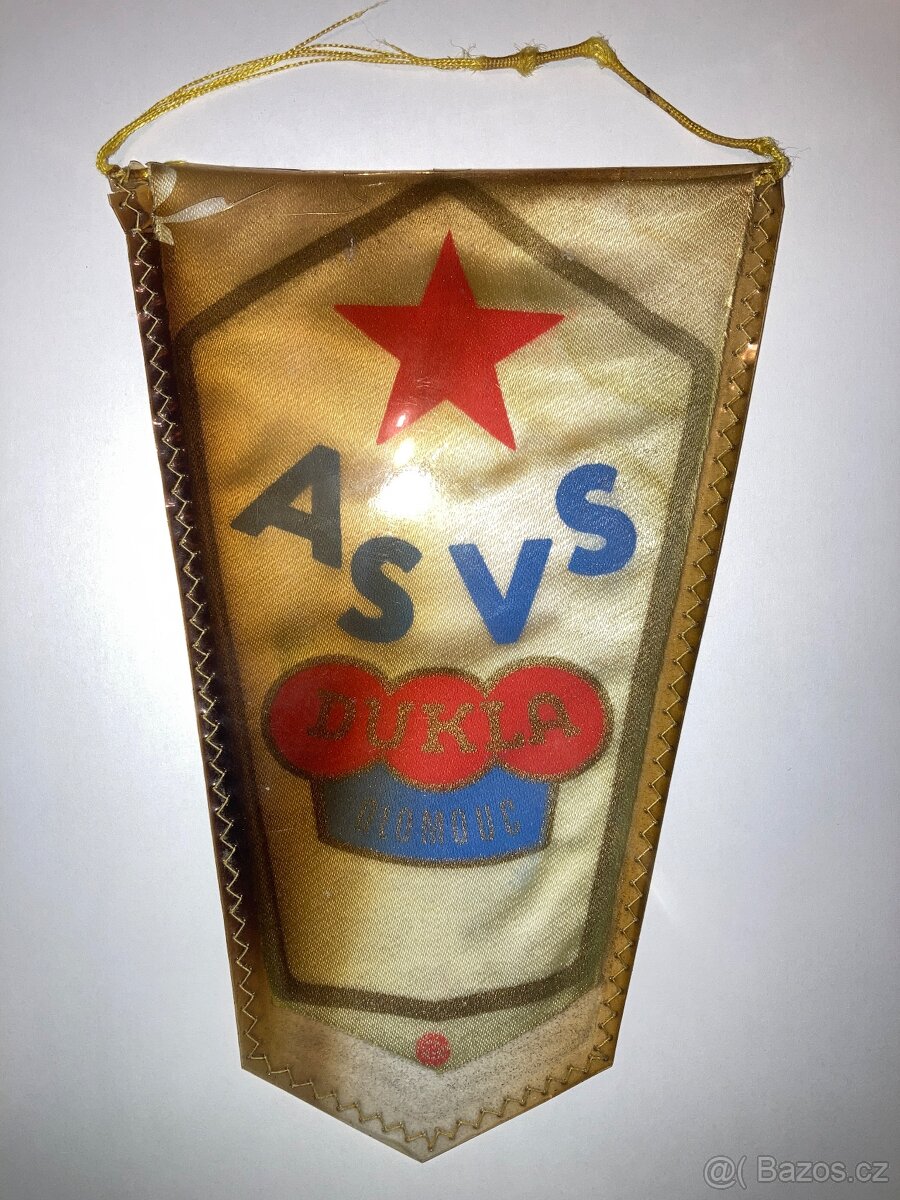 ASVS
DUKLA
OLOMOUC
@( Bazos.cz